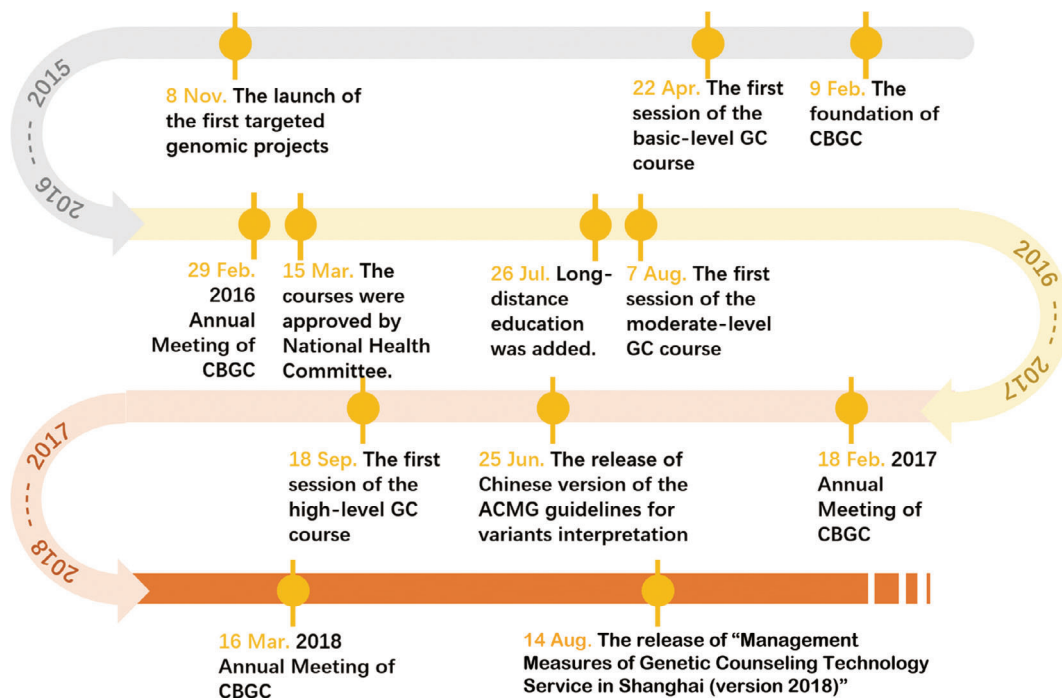 2015
2016
8 Nov. The launch of
the first targeted
genomic projects
22 Apr. The first
session of the
basic-level GC
course
9 Feb. The
foundation of
CBGC
29 Feb.
2016
Annual
Meeting of
CBGC
15 Mar. The
courses were
approved by
National Health
Committee.
26 Jul. Long-
distance
education
was added.
7 Aug. The first
session of the
moderate-level
GC course
2016
2017
2017
2018
18 Sep. The first
session of the
high-level GC
course
25 Jun. The release of
Chinese version of the
ACMG guidelines for
variants interpretation
18 Feb. 2017
Annual
Meeting of
CBGC
16 Mar. 2018
Annual Meeting of
CBGC
14 Aug. The release of “Management
Measures of Genetic Counseling Technology
Service in Shanghai (version 2018)”